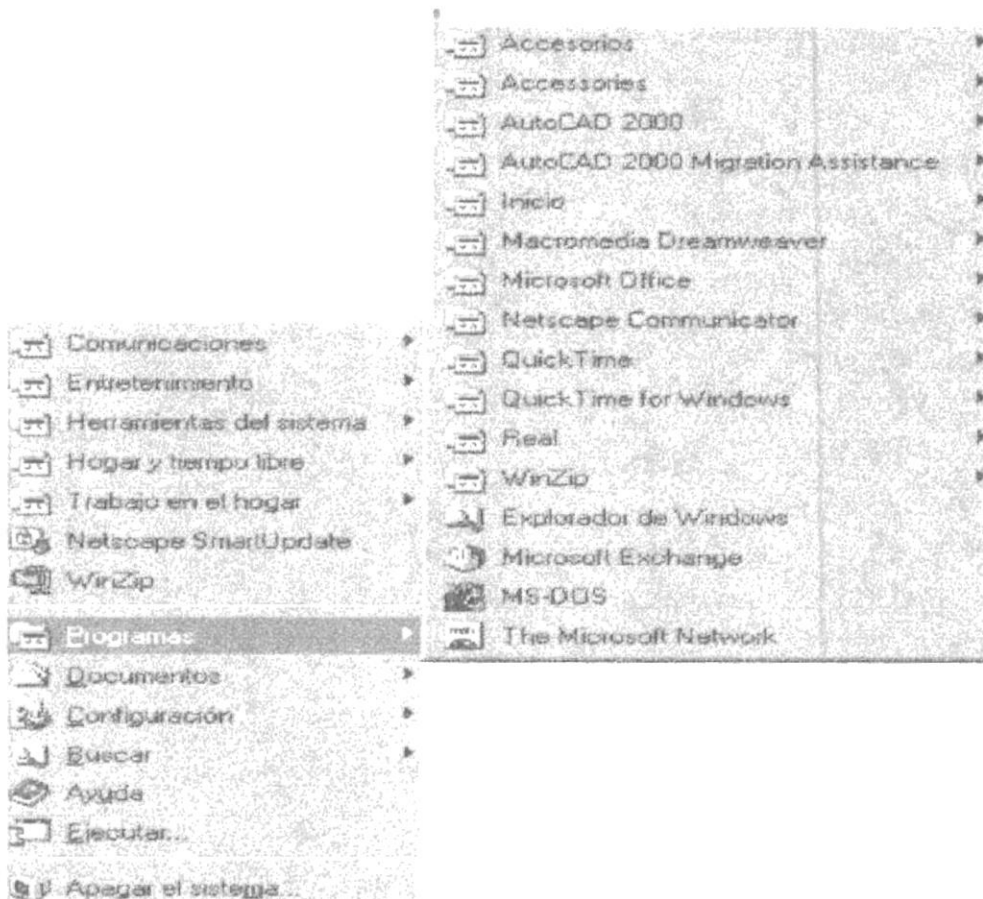 Accesorios
Accessories
AutoCAD 2000
AutoCAD 2000 Migration Assistance
Inicio
Macromedia Dreamweaver
Microsoft Office
Netscape Communicator
QuickTime
QuickTime for Windows
Real
WinZip
Explorador de Windows
Microsoft Exchange
MS-DOS
The Microsoft Network
Comunicaciones
Entretenimiento
Herramientas del sistema
Hogar y tiempo libre
Trabajo en el hogar
Netscape SmartUpdate
WinZip
Programas
Documentos
Configuración
Buscar
Ayuda
Ejecutar...
Apagar el sistema...